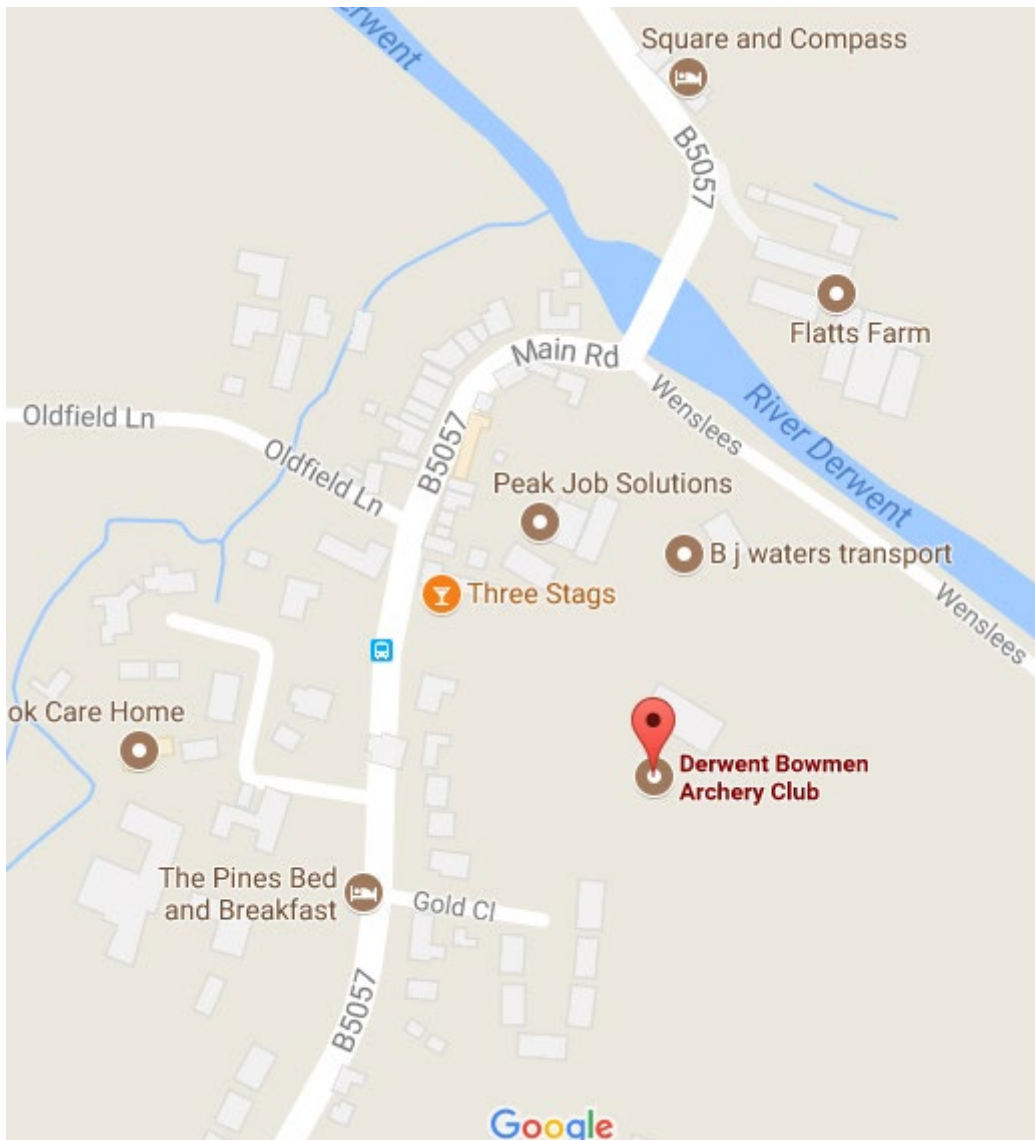 erwent
Square and Compass
B5057
Flatts Farm
Main Rd
Wenslees
River Derwent
Oldfield Ln
Oldfield Ln
B5057
Peak Job Solutions
B j waters transport
Three Stags
Wenslees
ok Care Home
Derwent Bowmen
Archery Club
The Pines Bed
and Breakfast
Gold Cl
B5057
Google